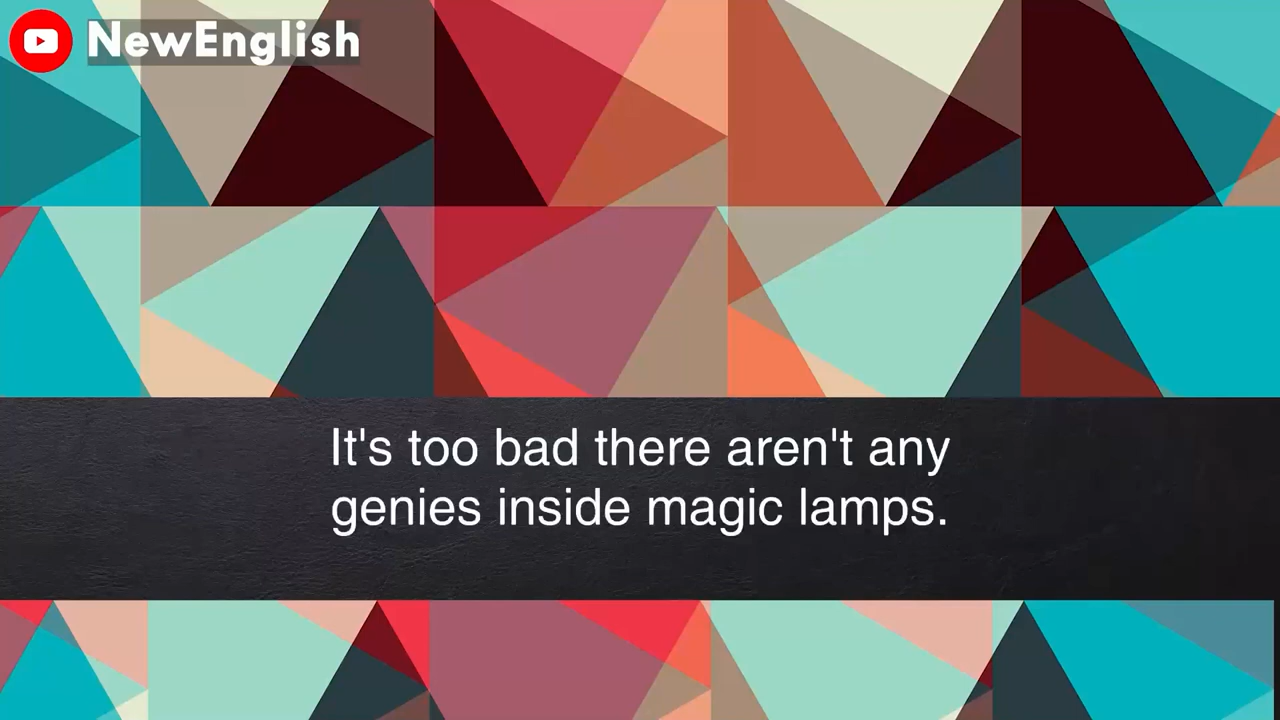 NewEnglish
It's too bad there aren't any
genies inside magic lamps.